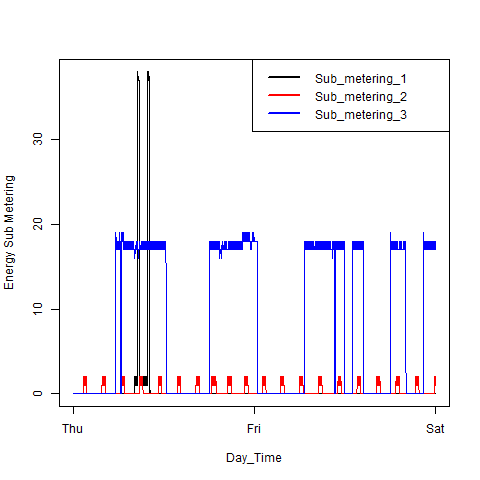 Sub_metering_1
Sub_metering_2
Sub_metering_3
Energy Sub Metering
30
20
10
0
Thu Fri Sat
Day_Time